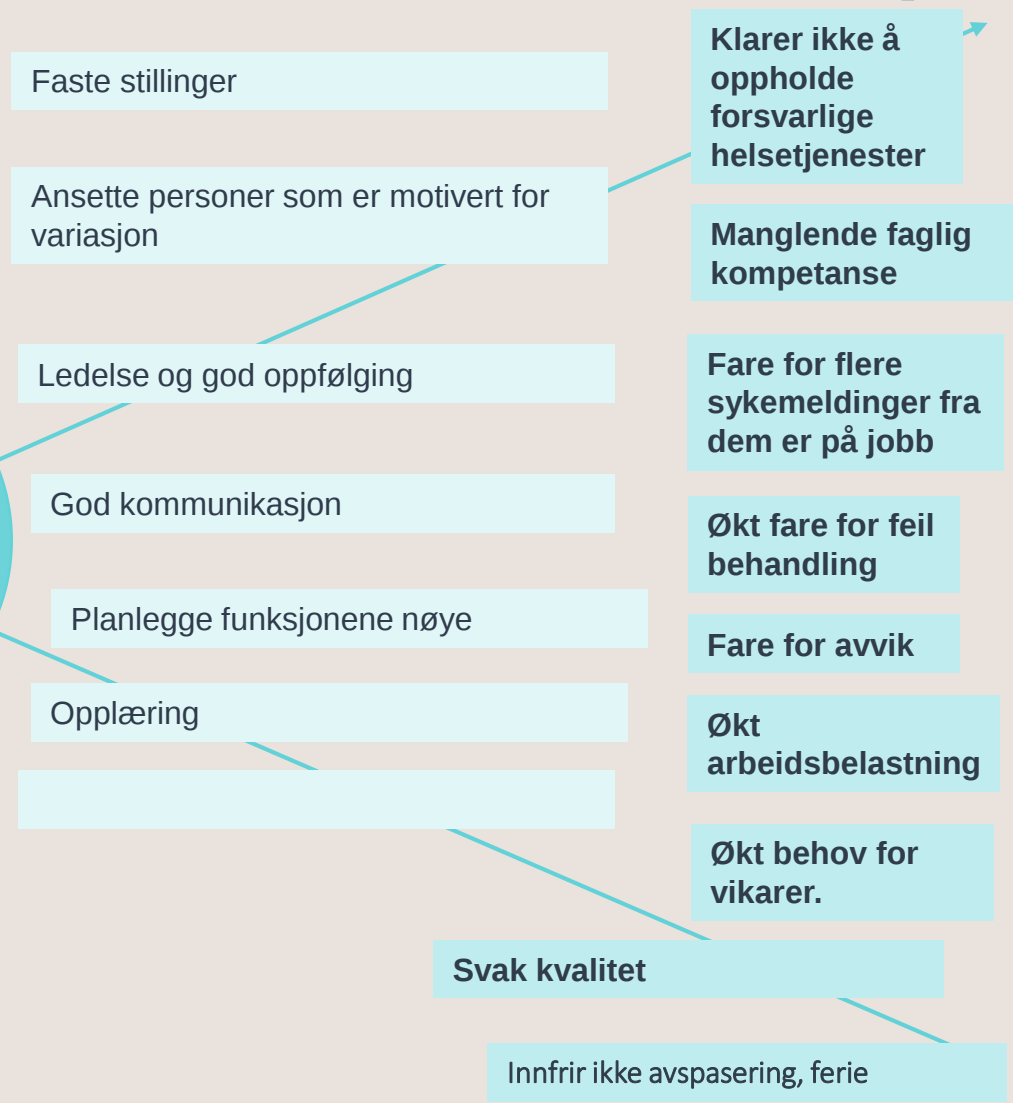 Faste stillinger
Ansette personer som er motivert for
variasjon
Ledelse og god oppfølging
God kommunikasjon
Planlegge funksjonene nøye
Opplæring
Klarer ikke å
oppholde
forsvarlige
helsetjenester
Manglende faglig
kompetanse
Fare for flere
sykemeldinger fra
dem er på jobb
Økt fare for feil
behandling
Fare for avvik
Økt
arbeidsbelastning
Økt behov for
vikarer.
Svak kvalitet
Innfrir ikke avspasering, ferie